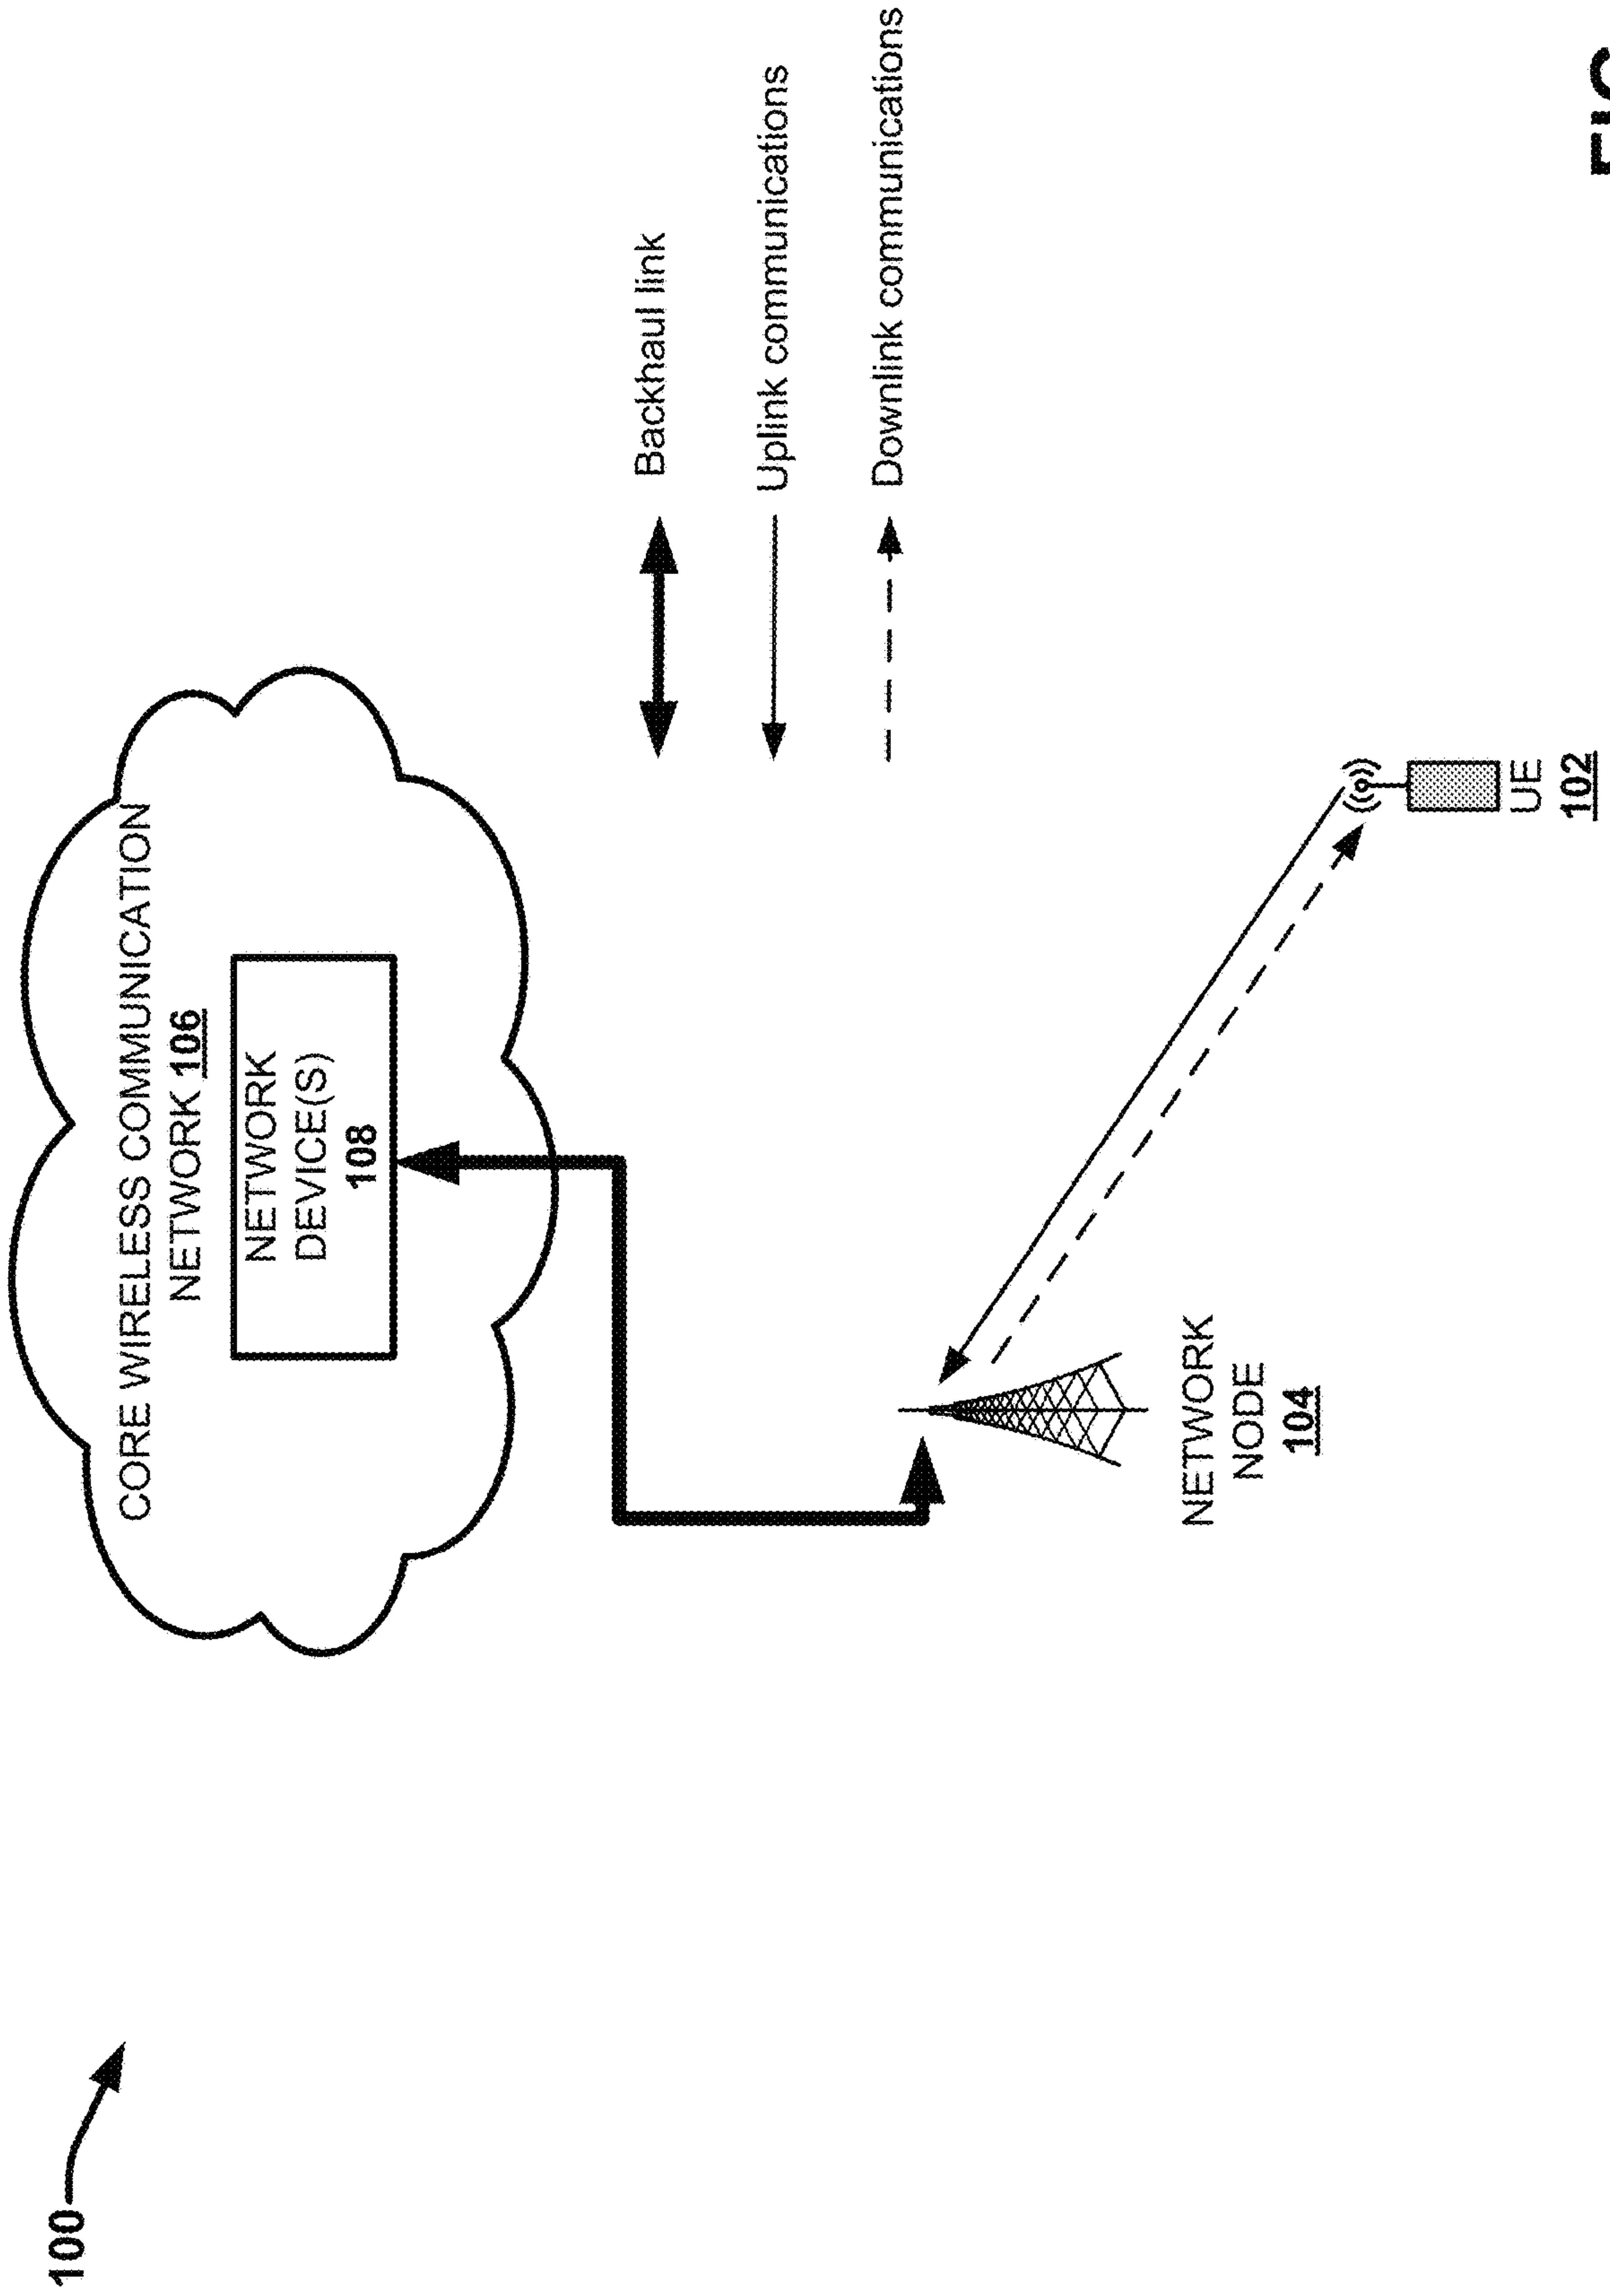 100
CORE WIRELESS COMMUNICATION
NETWORK 106
NETWORK
DEVICE(S)
108
Backhaul link
Uplink communications
Downlink communications
NETWORK
NODE
104
UE
102